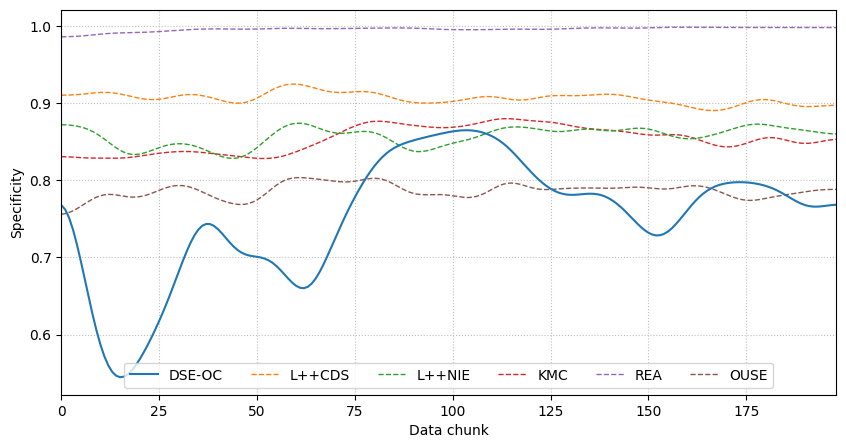 1.0
0.9
0.8
0.7
0.6
Specificity
DSE-OC L++CDS L++NIE KMC REA OUSE
0 25 50 75 100 125 150 175
Data chunk